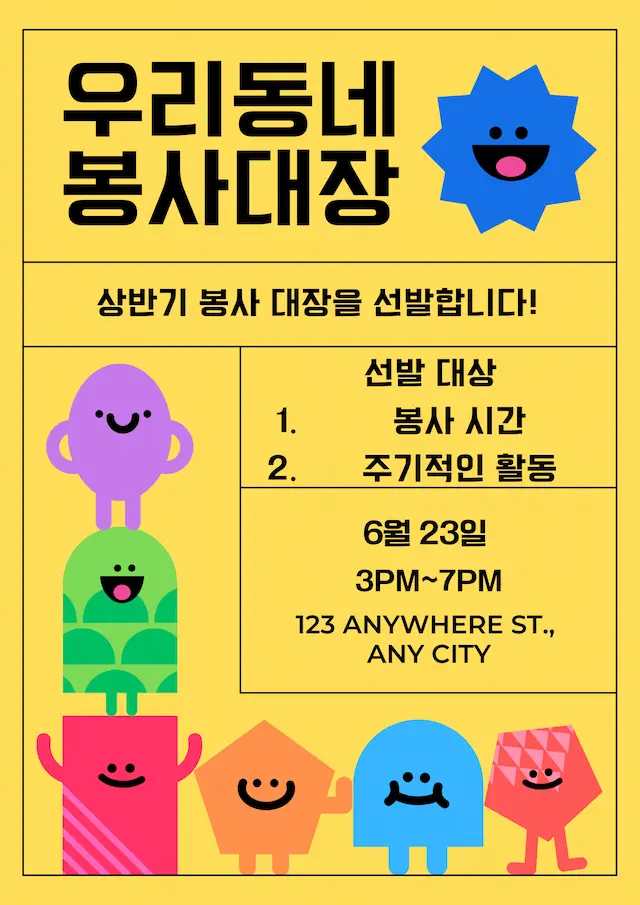 우리동네
봉사대장
상반기 봉사 대장을 선발합니다!
선발 대상
1. 봉사 시간
2. 주기적인 활동
6월 23일
3PM~7PM
123 ANYWHERE ST.,
ANY CITY